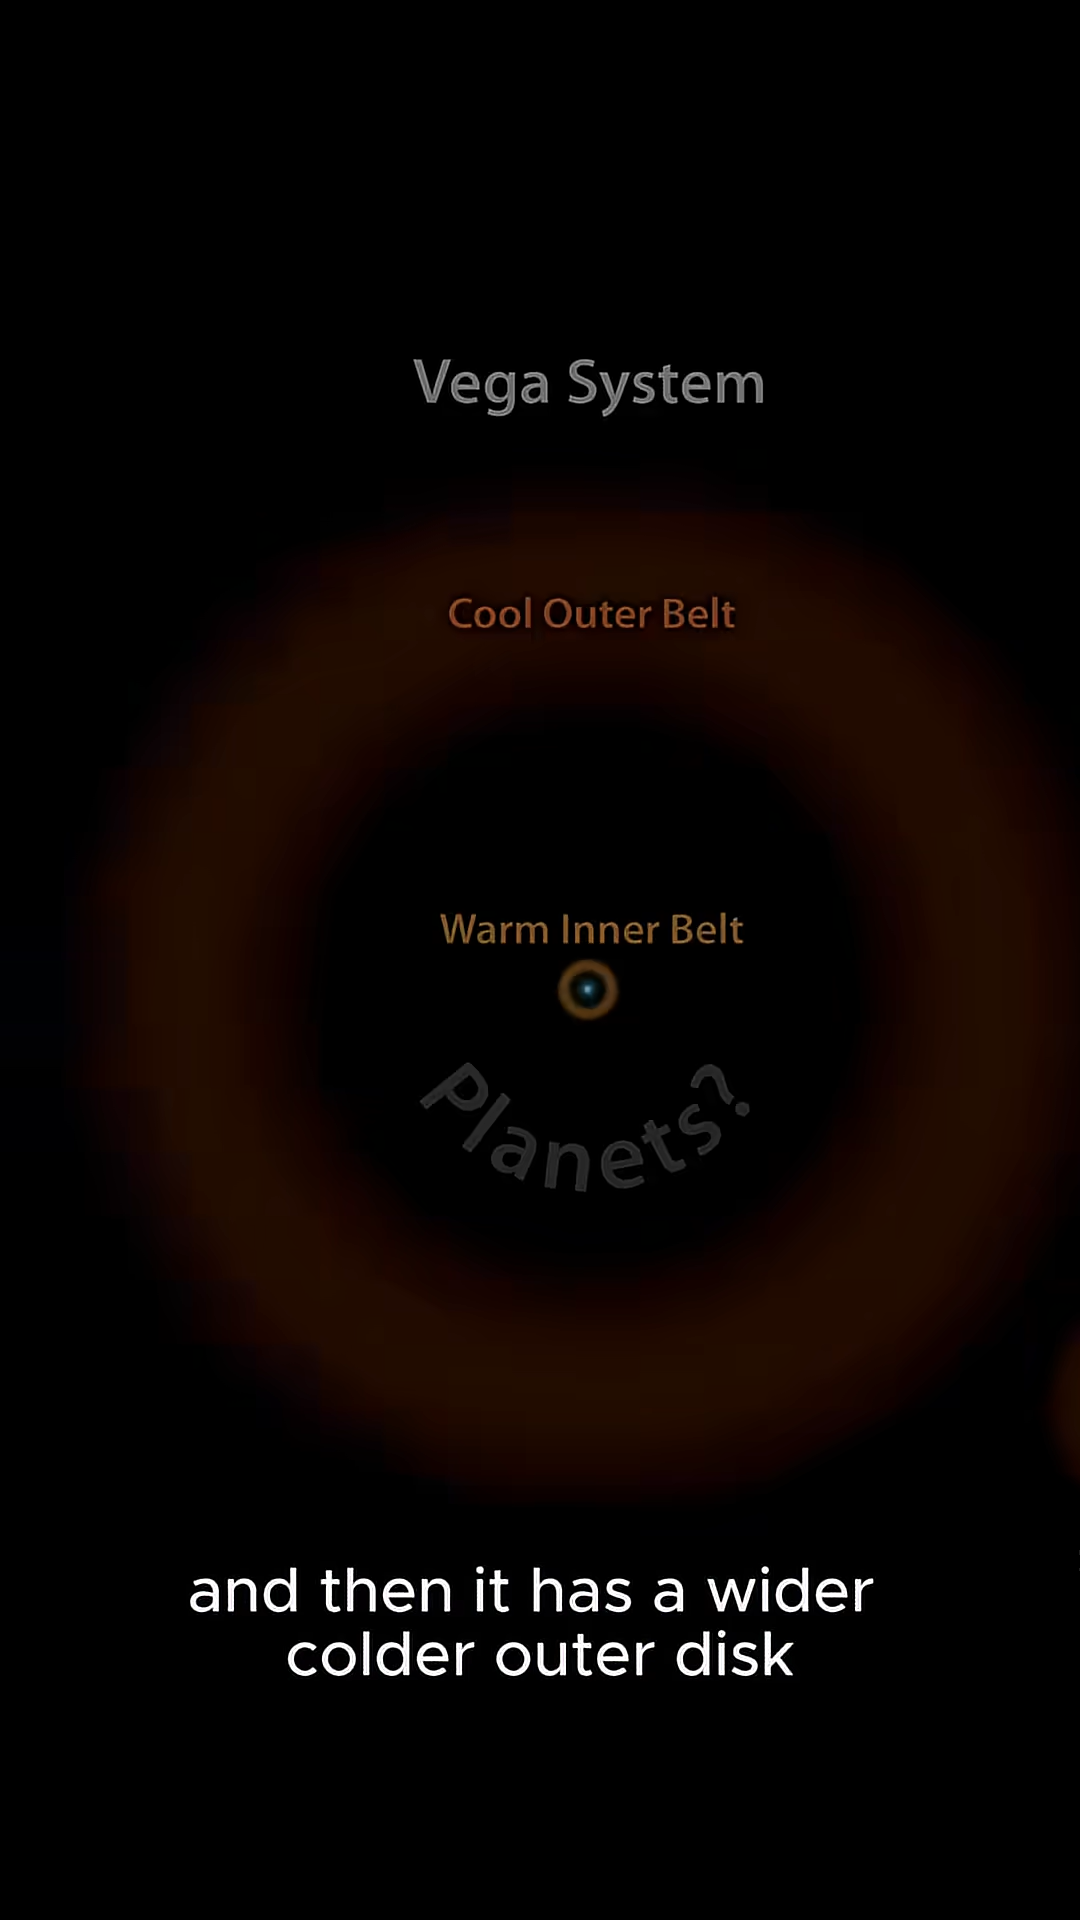 Vega System
Cool Outer Belt
Warm Inner Belt
Planets?
and then it has a wider
colder outer disk